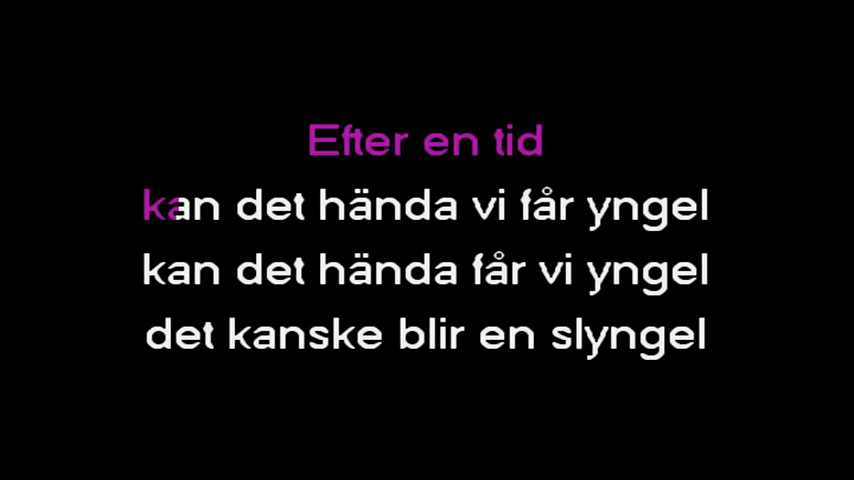 Efter en tid
kan det hända vi får yngel
kan det hända får vi yngel
det kanske blir en slyngel